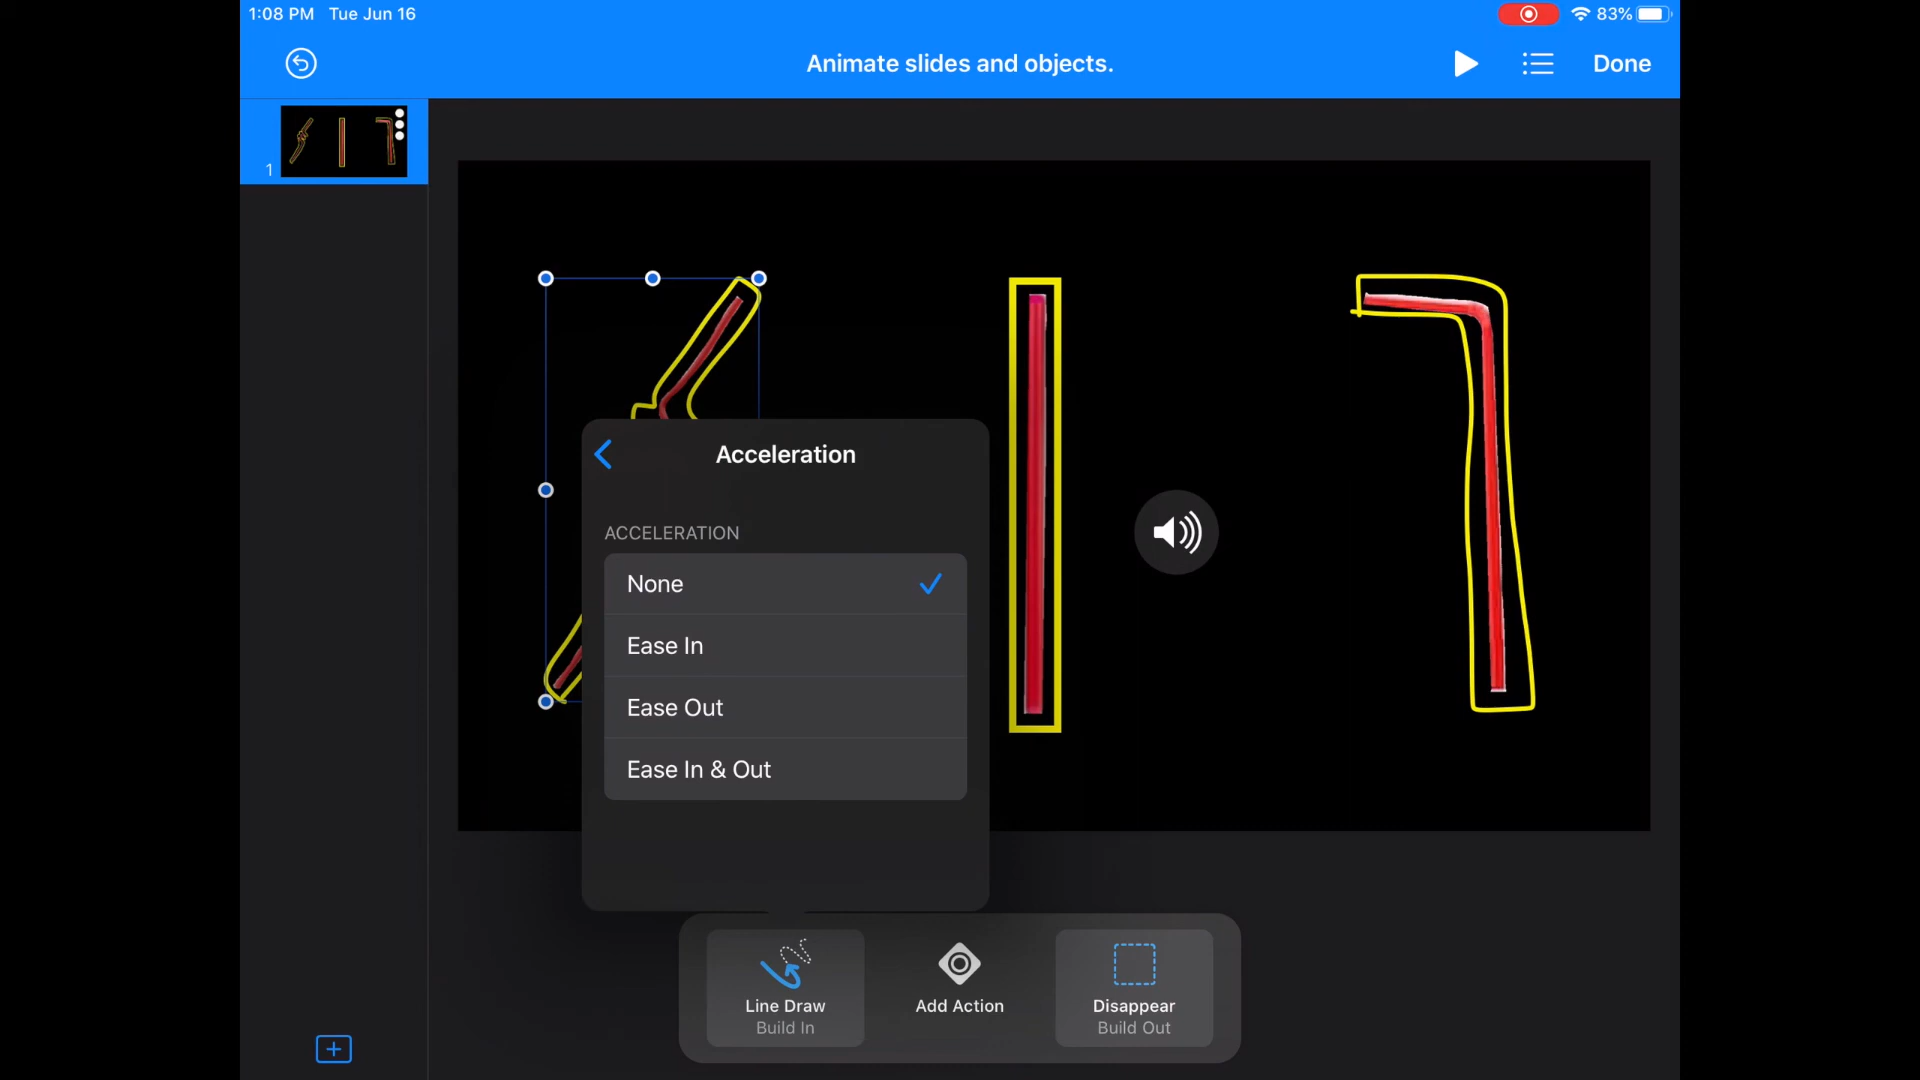 1:08 PM Tue Jun 16
83%
Animate slides and objects.
Done
1
Acceleration
ACCELERATION
None
Ease In
Ease Out
Ease In & Out
Line Draw
Build In
Add Action
Disappear
Build Out